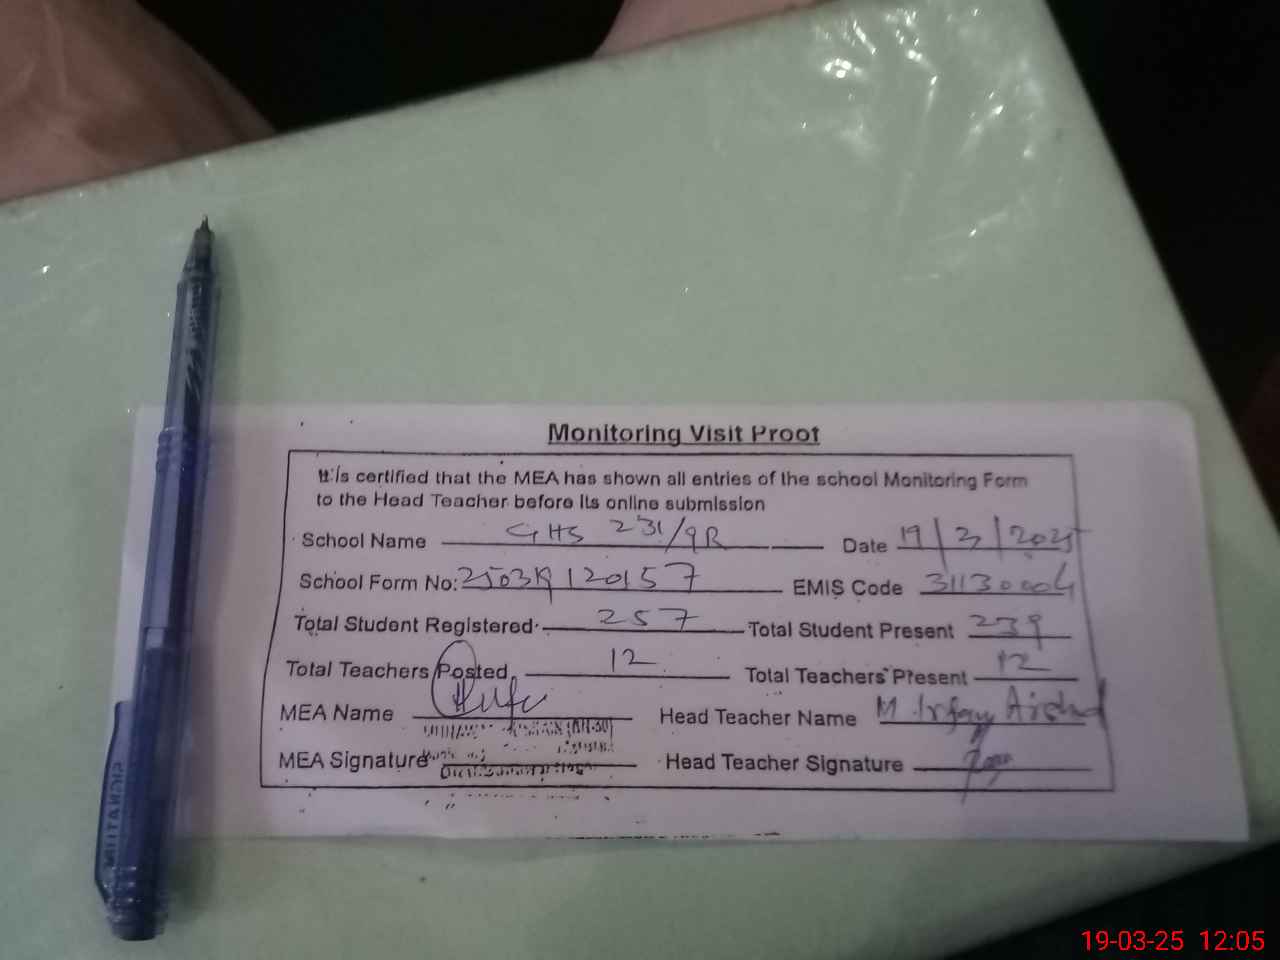 Monitoring Visit Proof
It is certified that the MEA has shown all entries of the school Monitoring Form
to the Head Teacher before its online submission
School Name GHS 231/9R Date 19/3/2025
School Form No: 250319120157 EMIS Code 31130004
Total Student Registered 257 Total Student Present 239
Total Teachers Posted 12 Total Teachers Present 12
MEA Name Head Teacher Name M. Irfan Arshad
MEA Signature Head Teacher Signature
19-03-25 12:05